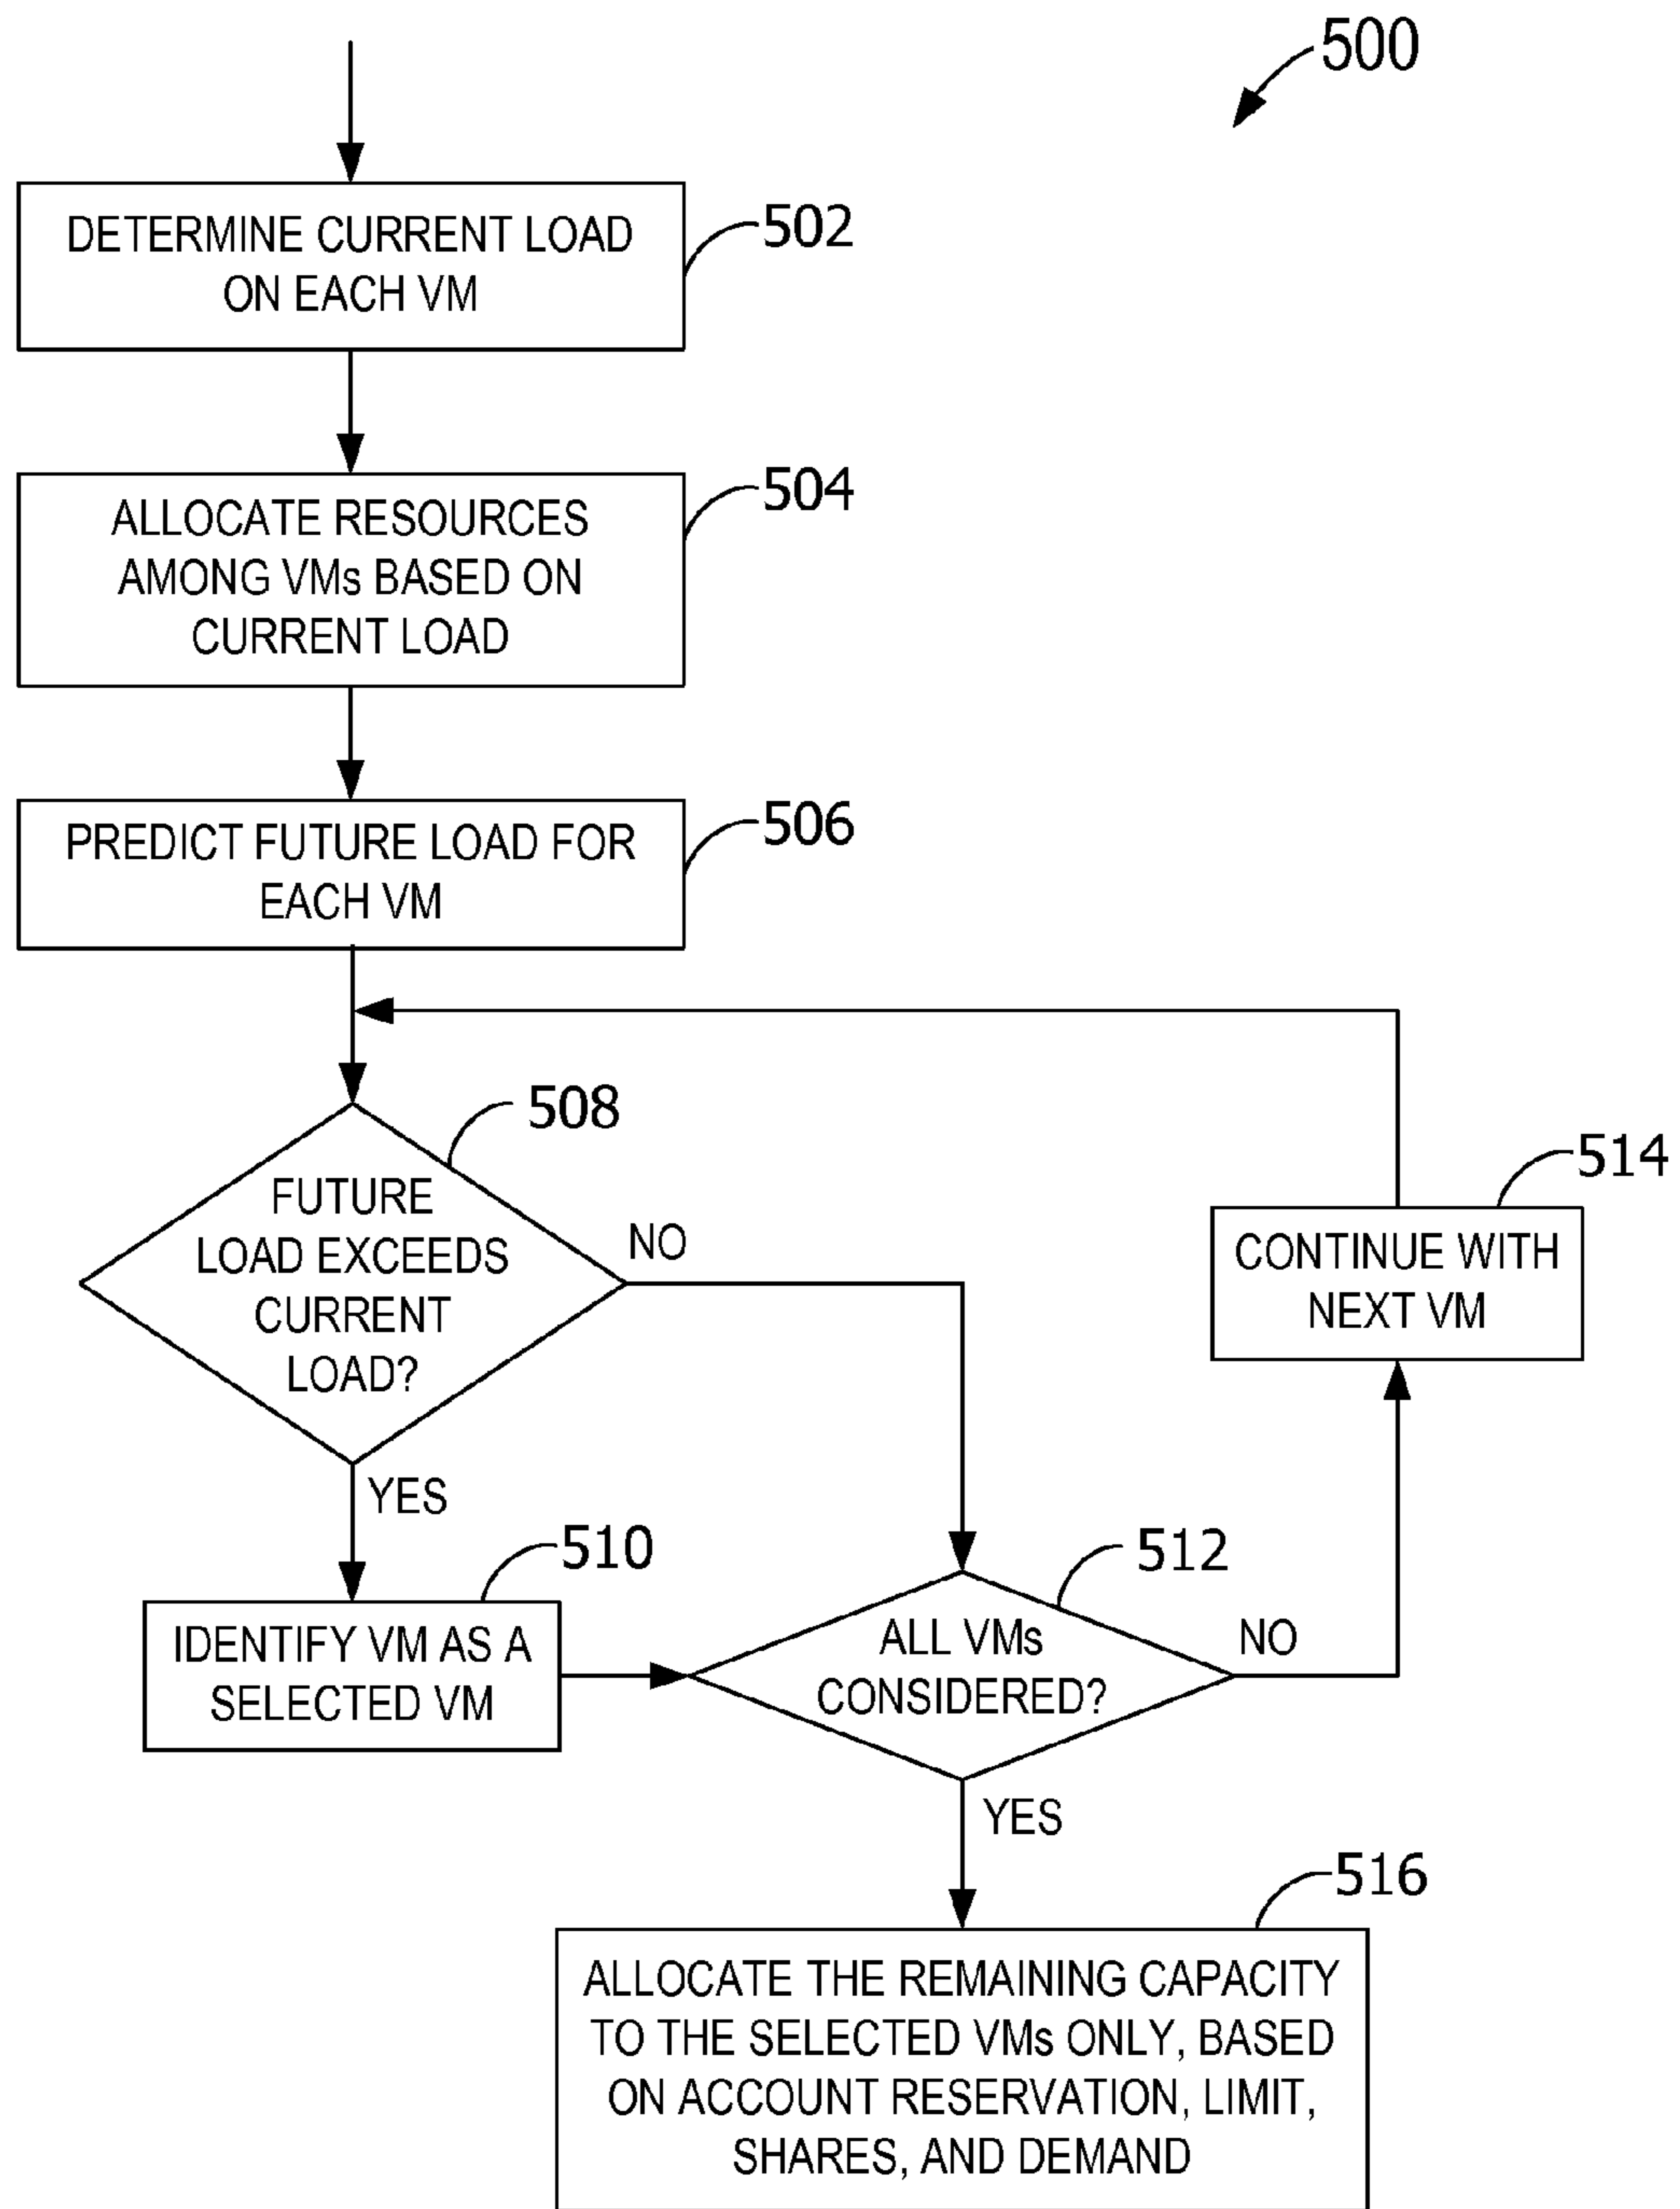 500
DETERMINE CURRENT LOAD
ON EACH VM
502
ALLOCATE RESOURCES
AMONG VMs BASED ON
CURRENT LOAD
504
PREDICT FUTURE LOAD FOR
EACH VM
506
FUTURE
LOAD EXCEEDS
CURRENT
LOAD?
508
NO
YES
514
CONTINUE WITH
NEXT VM
510
IDENTIFY VM AS A
SELECTED VM
512
ALL VMs
CONSIDERED?
NO
YES
516
ALLOCATE THE REMAINING CAPACITY
TO THE SELECTED VMs ONLY, BASED
ON ACCOUNT RESERVATION, LIMIT,
SHARES, AND DEMAND